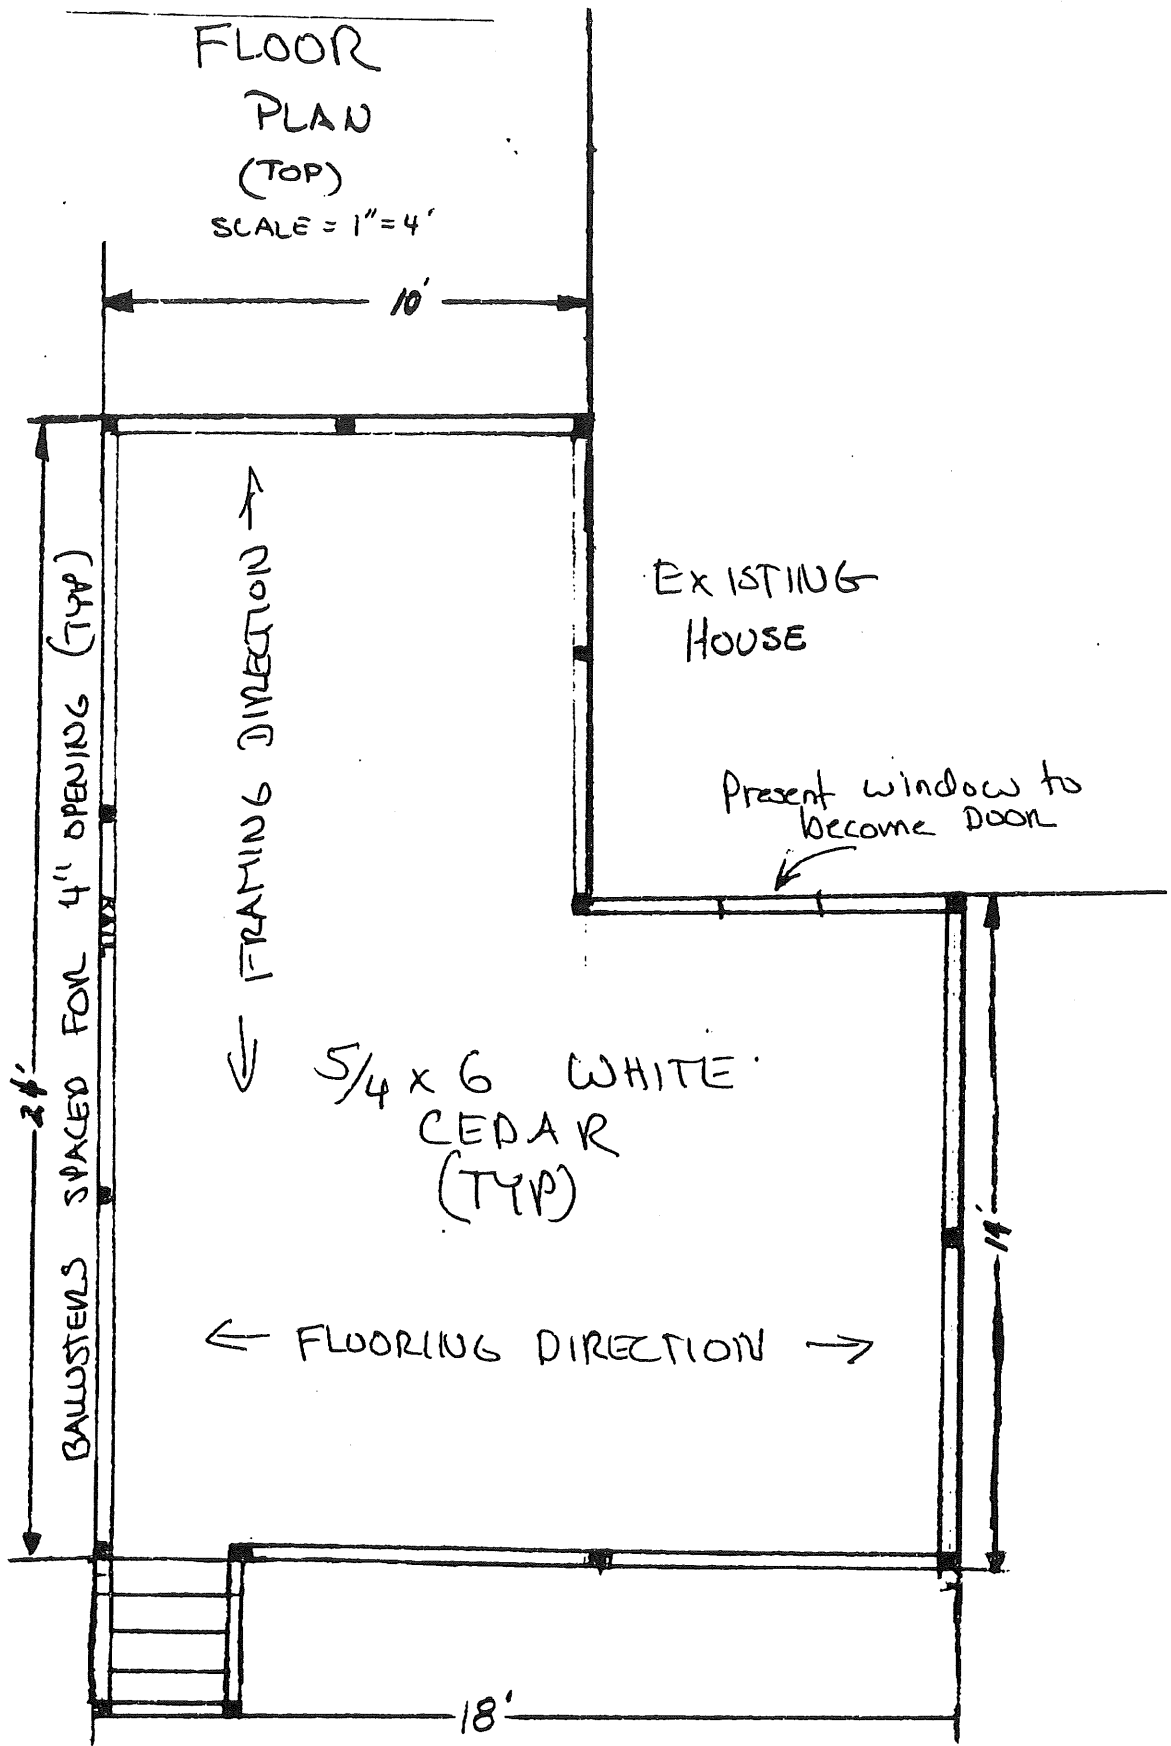 FLOOR
PLAN
(TOP)
SCALE = 1" = 4'
10'
BALLUSTERS SPACED FOR 4" OPENING (TYP)
FRAMING DIRECTION
EXISTING
HOUSE
Present window to
become DOOR
RAIL
24'
5/4 x 6 WHITE
CEDAR
(TYP)
14'
FLOORING DIRECTION
18'